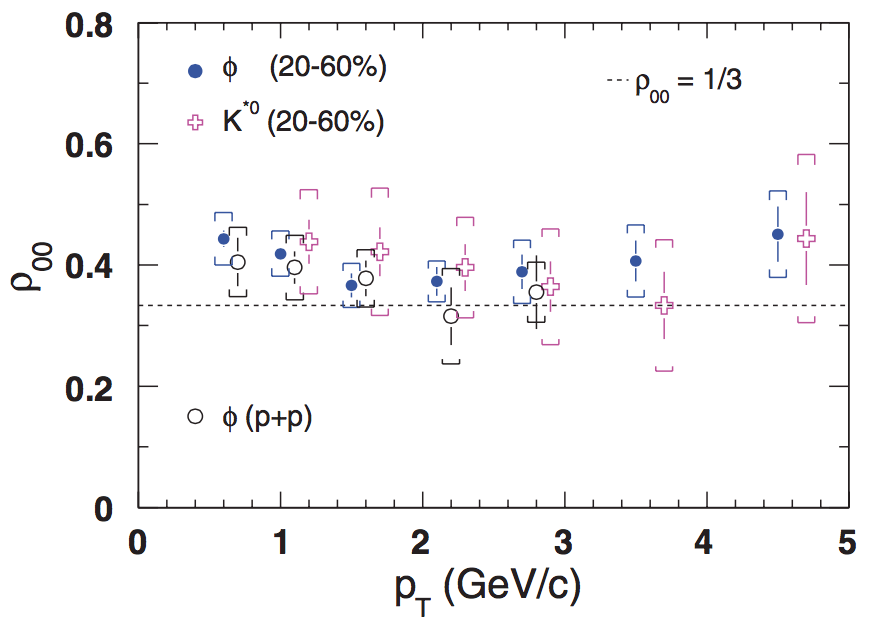 0.8
ϕ (20-60%)
ρ00 = 1/3
K*0 (20-60%)
0.6
0.4
ρ00
0.2
ϕ (p+p)
0
0 1 2 3 4 5
pT (GeV/c)